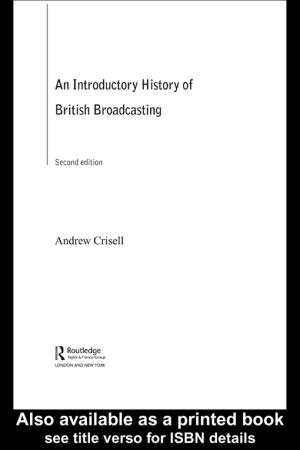 An Introductory History of
British Broadcasting
Second edition
Andrew Crisell
Routledge
Taylor & Francis Group
LONDON AND NEW YORK
Also available as a printed book
see title verso for ISBN details